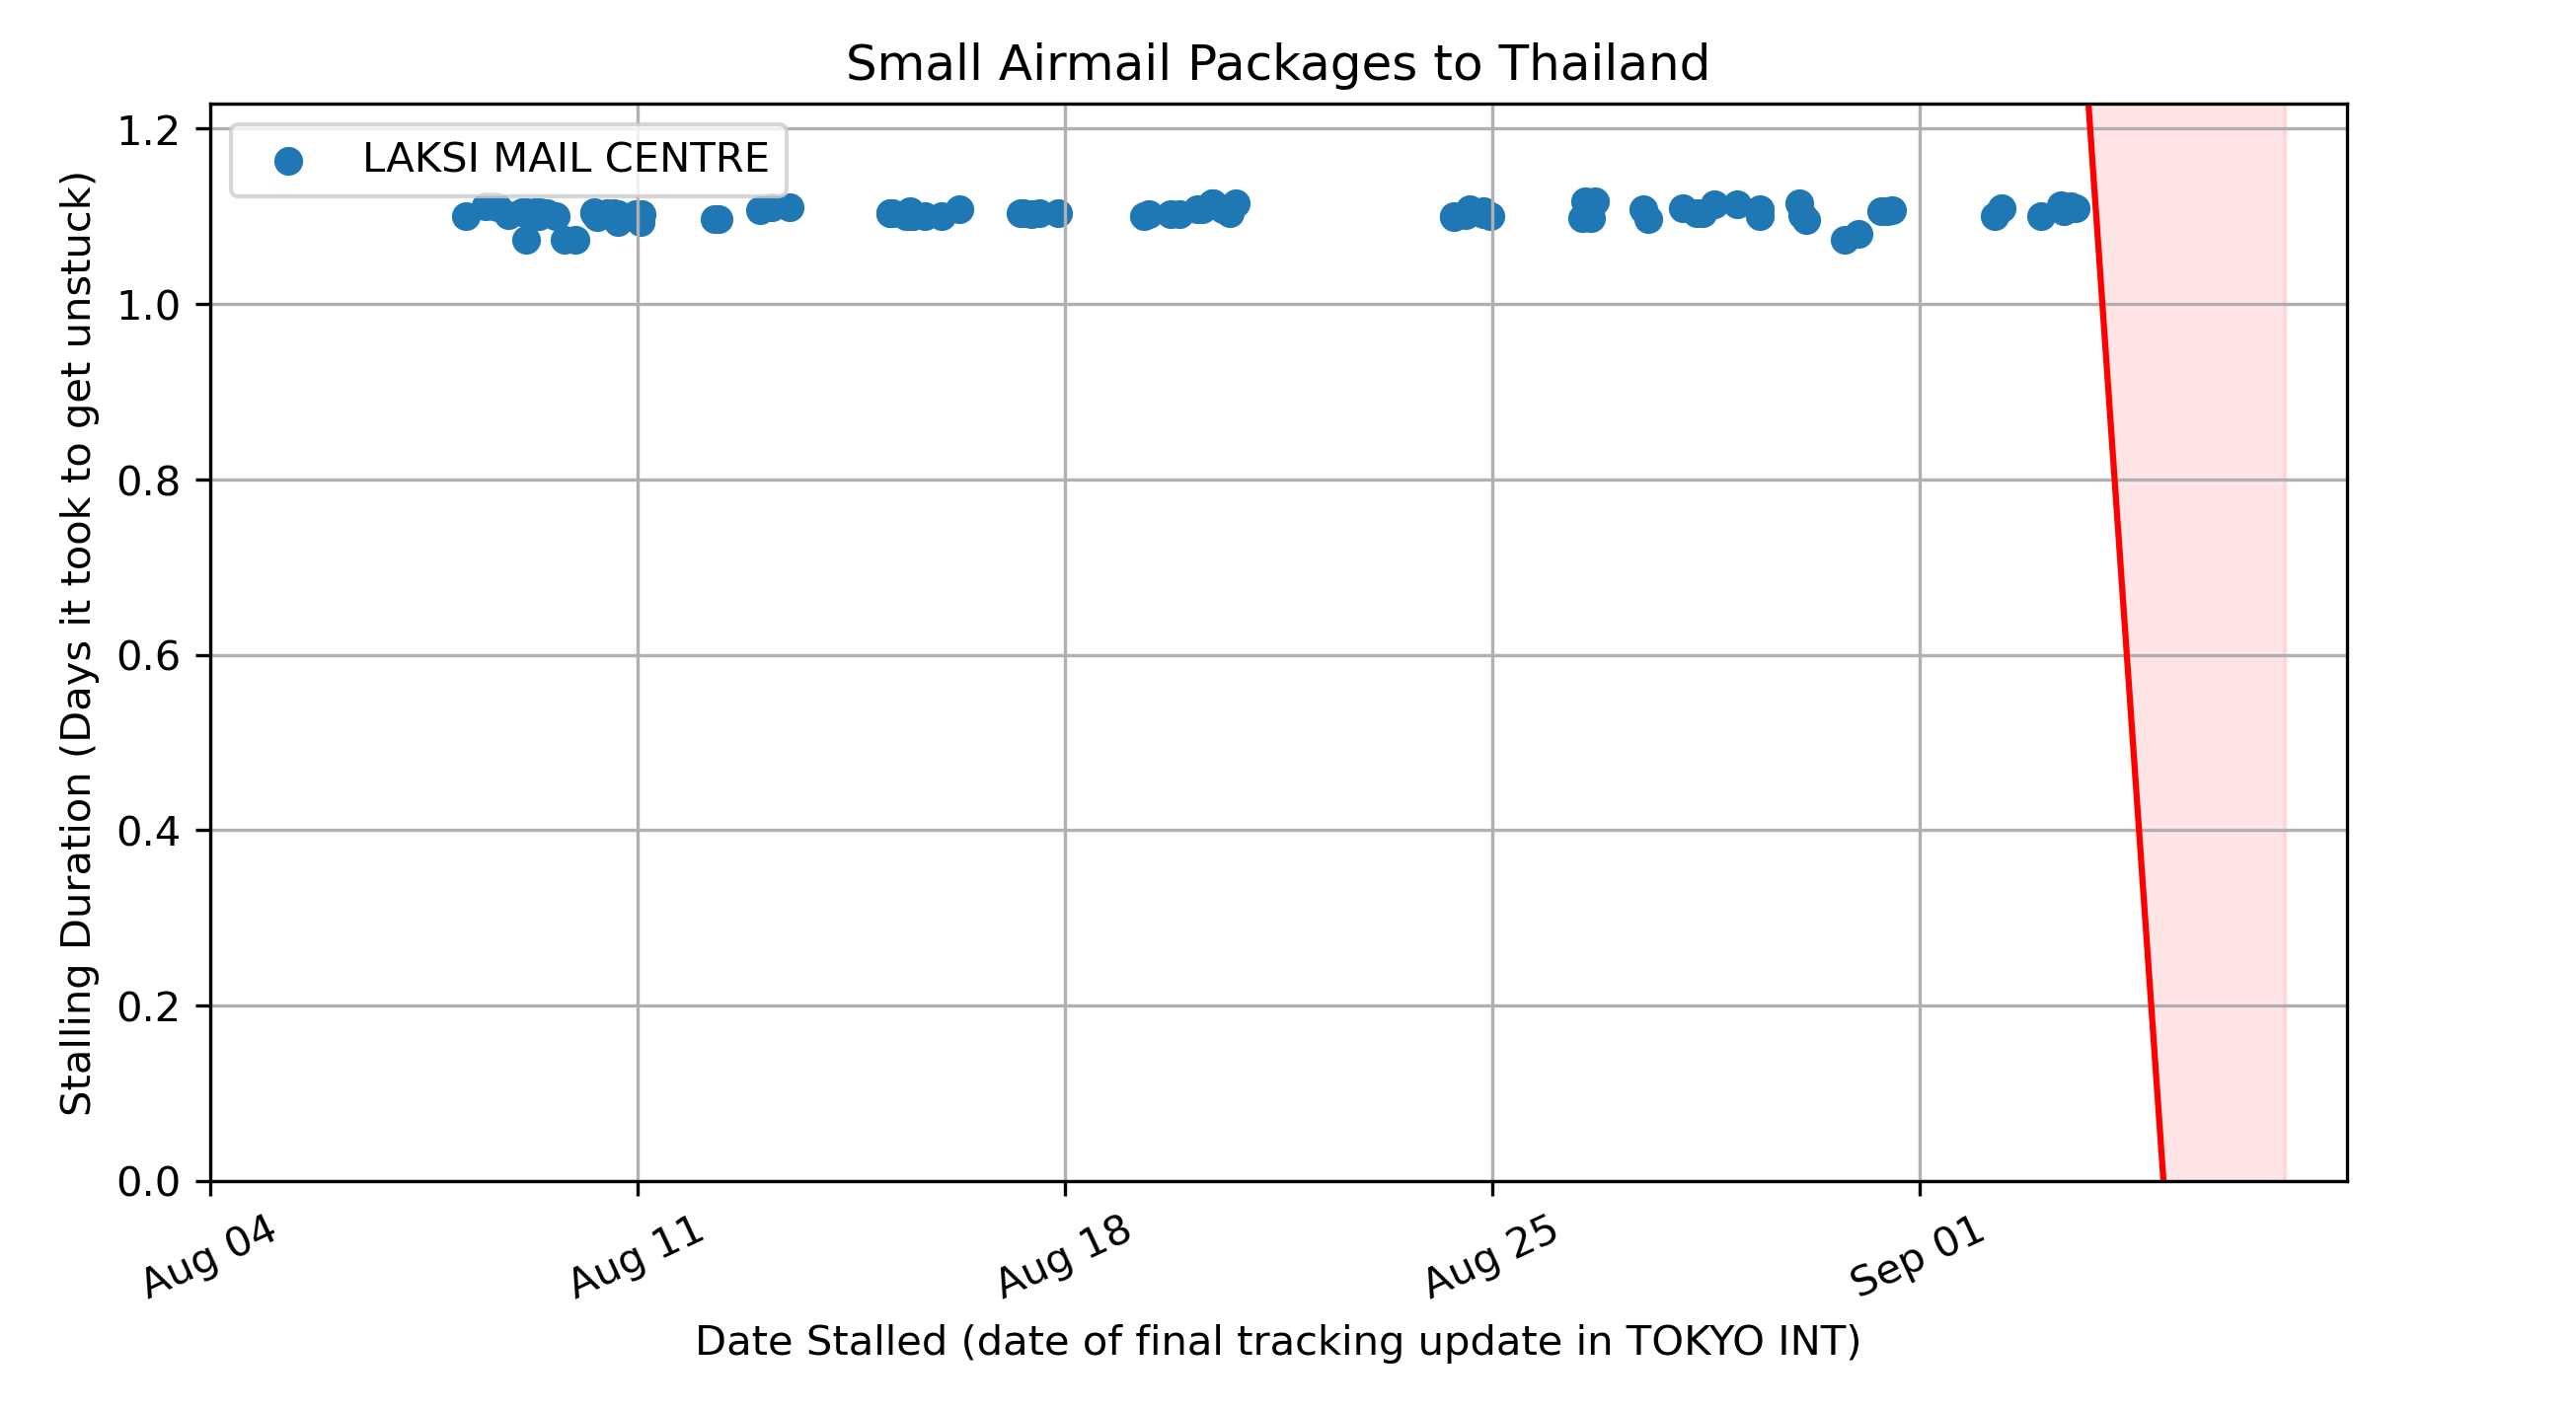 Small Airmail Packages to Thailand
LAKSI MAIL CENTRE
Stalling Duration (Days it took to get unstuck)
1.2
1.0
0.8
0.6
0.4
0.2
0.0
Aug 04
Aug 11
Aug 18
Aug 25
Sep 01
Date Stalled (date of final tracking update in TOKYO INT)